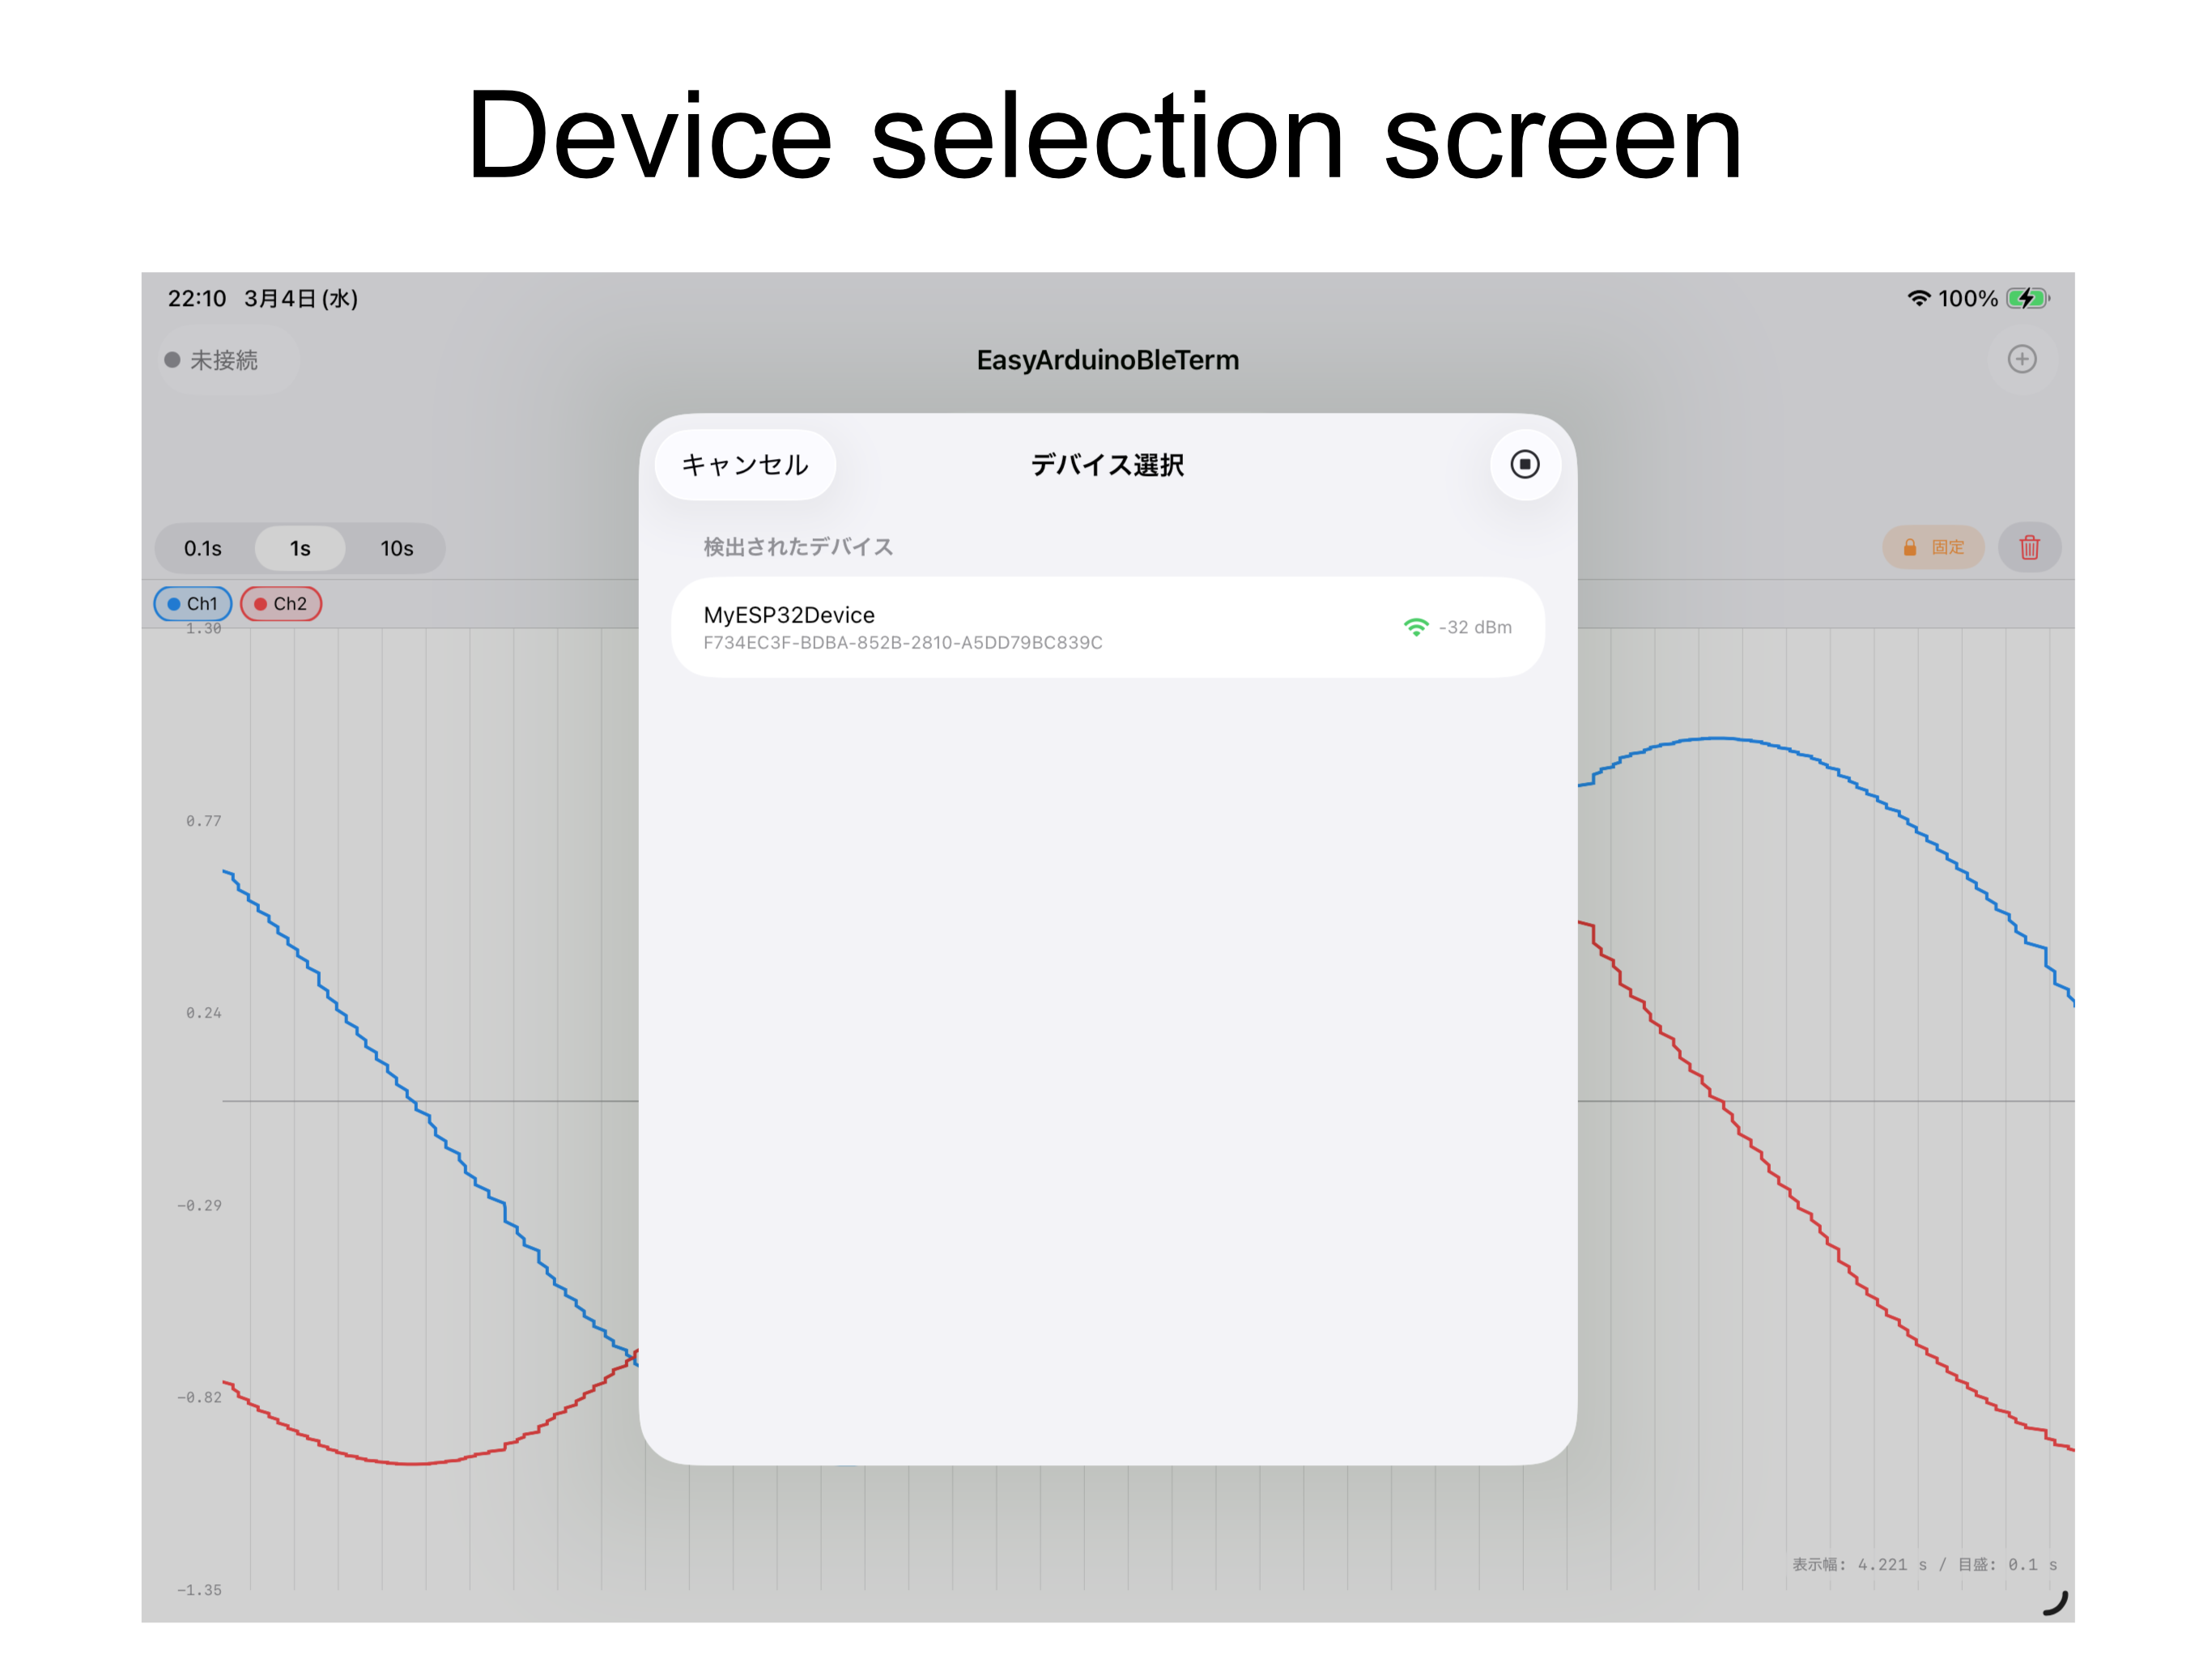 Device selection screen
22:10 3月4日(水)
100%
未接続
EasyArduinoBleTerm
キャンセル
デバイス選択
検出されたデバイス
MyESP32Device
F734EC3F-BDBA-852B-2810-A5DD79BC839C
-32 dBm
0.1s
1s
10s
固定
Ch1
Ch2
1.30
0.77
0.24
-0.29
-0.82
-1.35
表示幅: 4.221 s / 目盛: 0.1 s